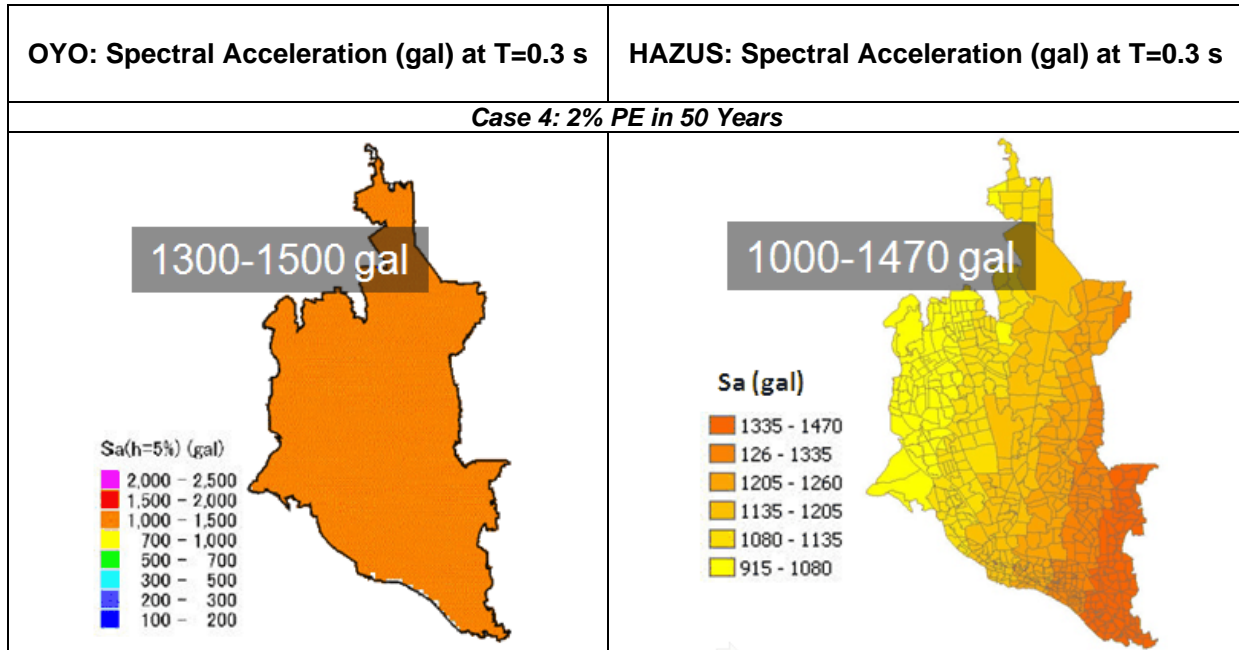 OYO: Spectral Acceleration (gal) at T=0.3 s
HAZUS: Spectral Acceleration (gal) at T=0.3 s
Case 4: 2% PE in 50 Years
1300-1500 gal
Sa(h=5%) (gal)
2,000 - 2,500
1,500 - 2,000
1,000 - 1,500
700 - 1,000
500 - 700
300 - 500
200 - 300
100 - 200
1000-1470 gal
Sa (gal)
1335 - 1470
126 - 1335
1205 - 1260
1135 - 1205
1080 - 1135
915 - 1080